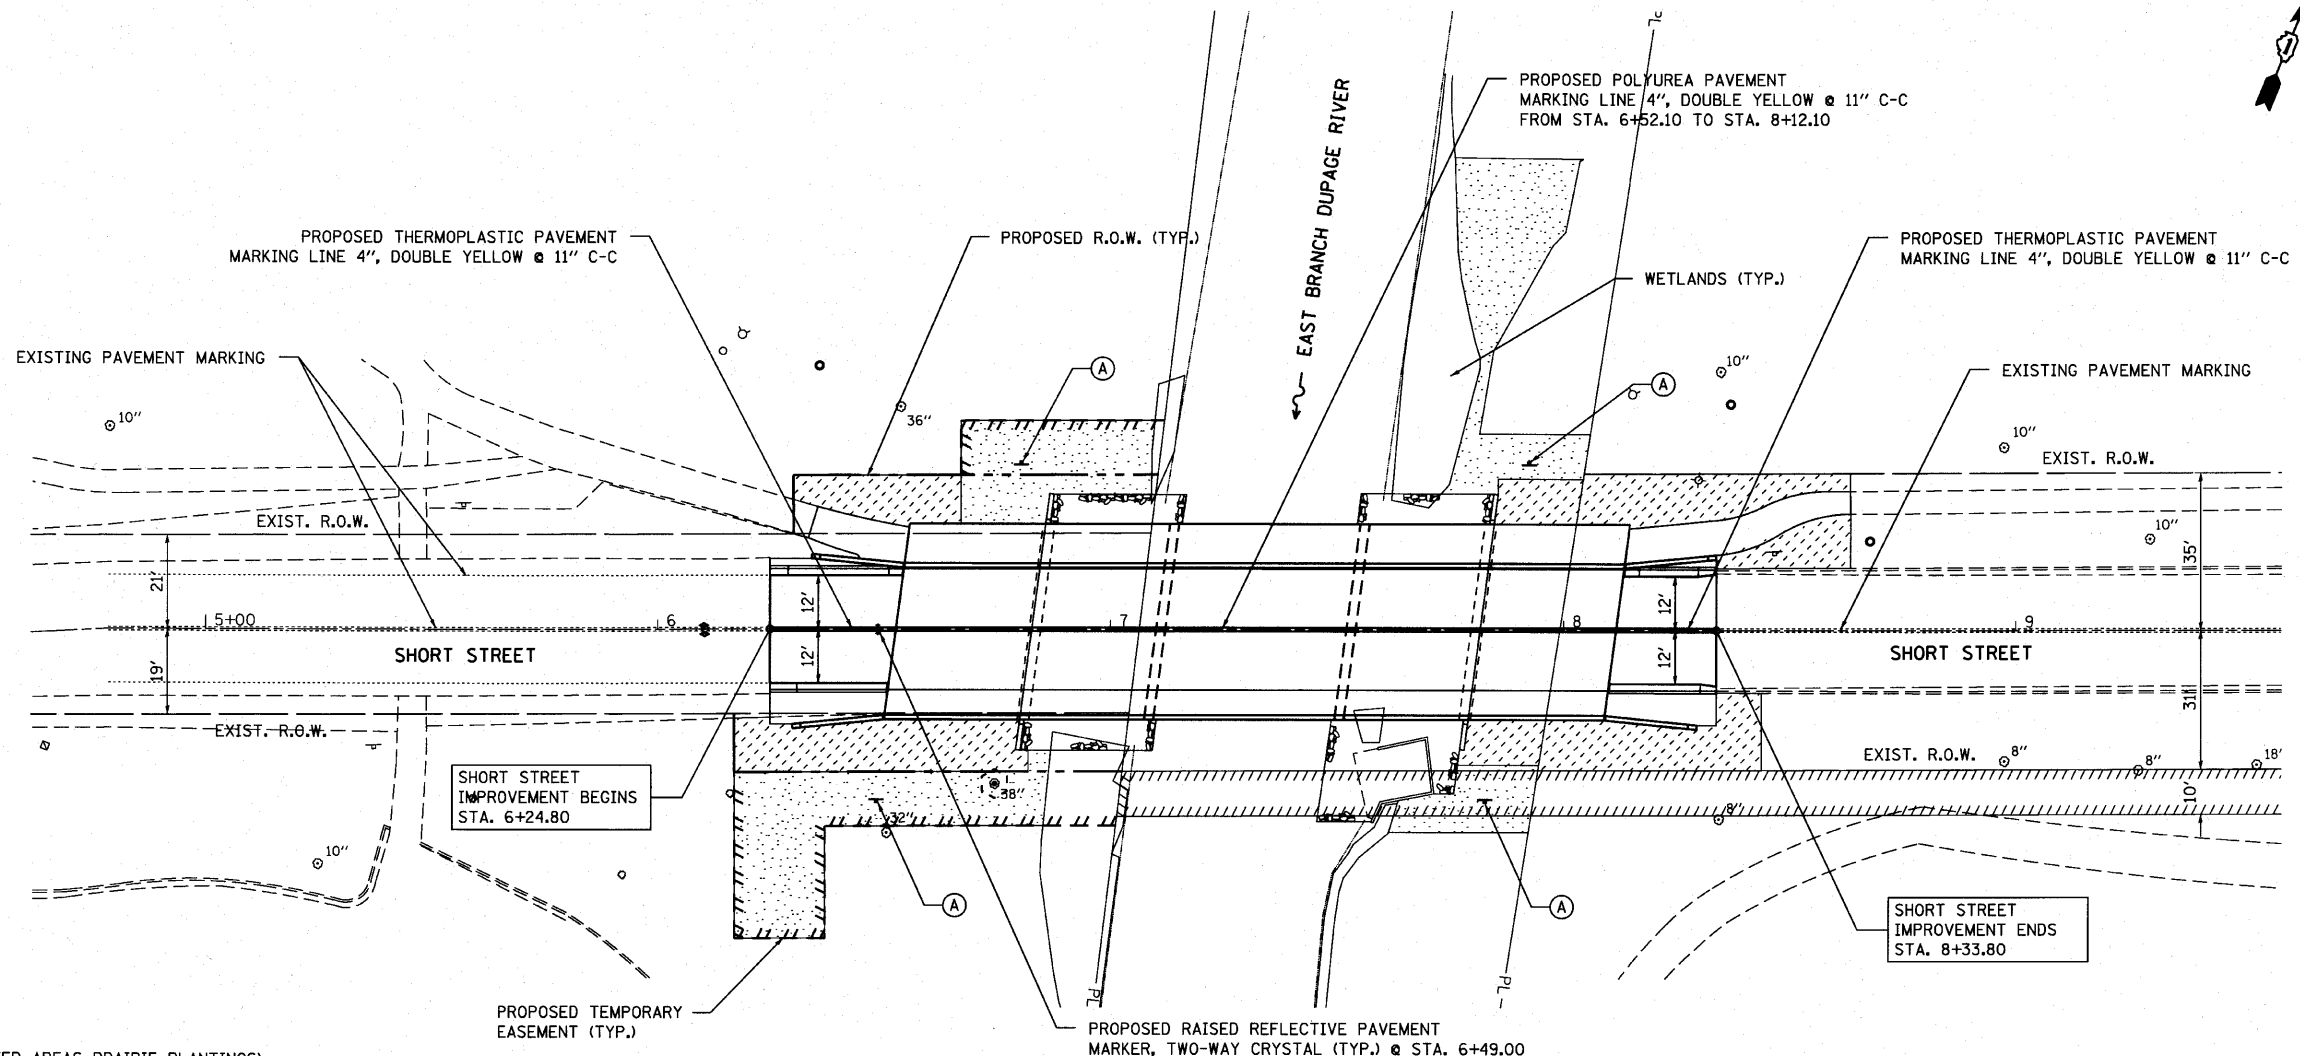 PROPOSED POLYUREA PAVEMENT
MARKING LINE 4", DOUBLE YELLOW @ 11" C-C
FROM STA. 6+52.10 TO STA. 8+12.10
EAST BRANCH DUPAGE RIVER
PL
PROPOSED THERMOPLASTIC PAVEMENT
MARKING LINE 4", DOUBLE YELLOW @ 11" C-C
PROPOSED R.O.W. (TYP.)
WETLANDS (TYP.)
PROPOSED THERMOPLASTIC PAVEMENT
MARKING LINE 4", DOUBLE YELLOW @ 11" C-C
EXISTING PAVEMENT MARKING
A
A
10"
EXISTING PAVEMENT MARKING
10"
36"
10"
EXIST. R.O.W.
EXIST. R.O.W.
10"
21'
12'
12'
35'
5+00
6
7
8
9
SHORT STREET
SHORT STREET
19'
12'
12'
31'
EXIST. R.O.W.
EXIST. R.O.W.
8"
8"
18"
SHORT STREET
IMPROVEMENT BEGINS
STA. 6+24.80
38"
32"
8"
10'
10"
A
A
SHORT STREET
IMPROVEMENT ENDS
STA. 8+33.80
PL
PL
PROPOSED TEMPORARY
EASEMENT (TYP.)
PROPOSED RAISED REFLECTIVE PAVEMENT
MARKER, TWO-WAY CRYSTAL (TYP.) @ STA. 6+49.00